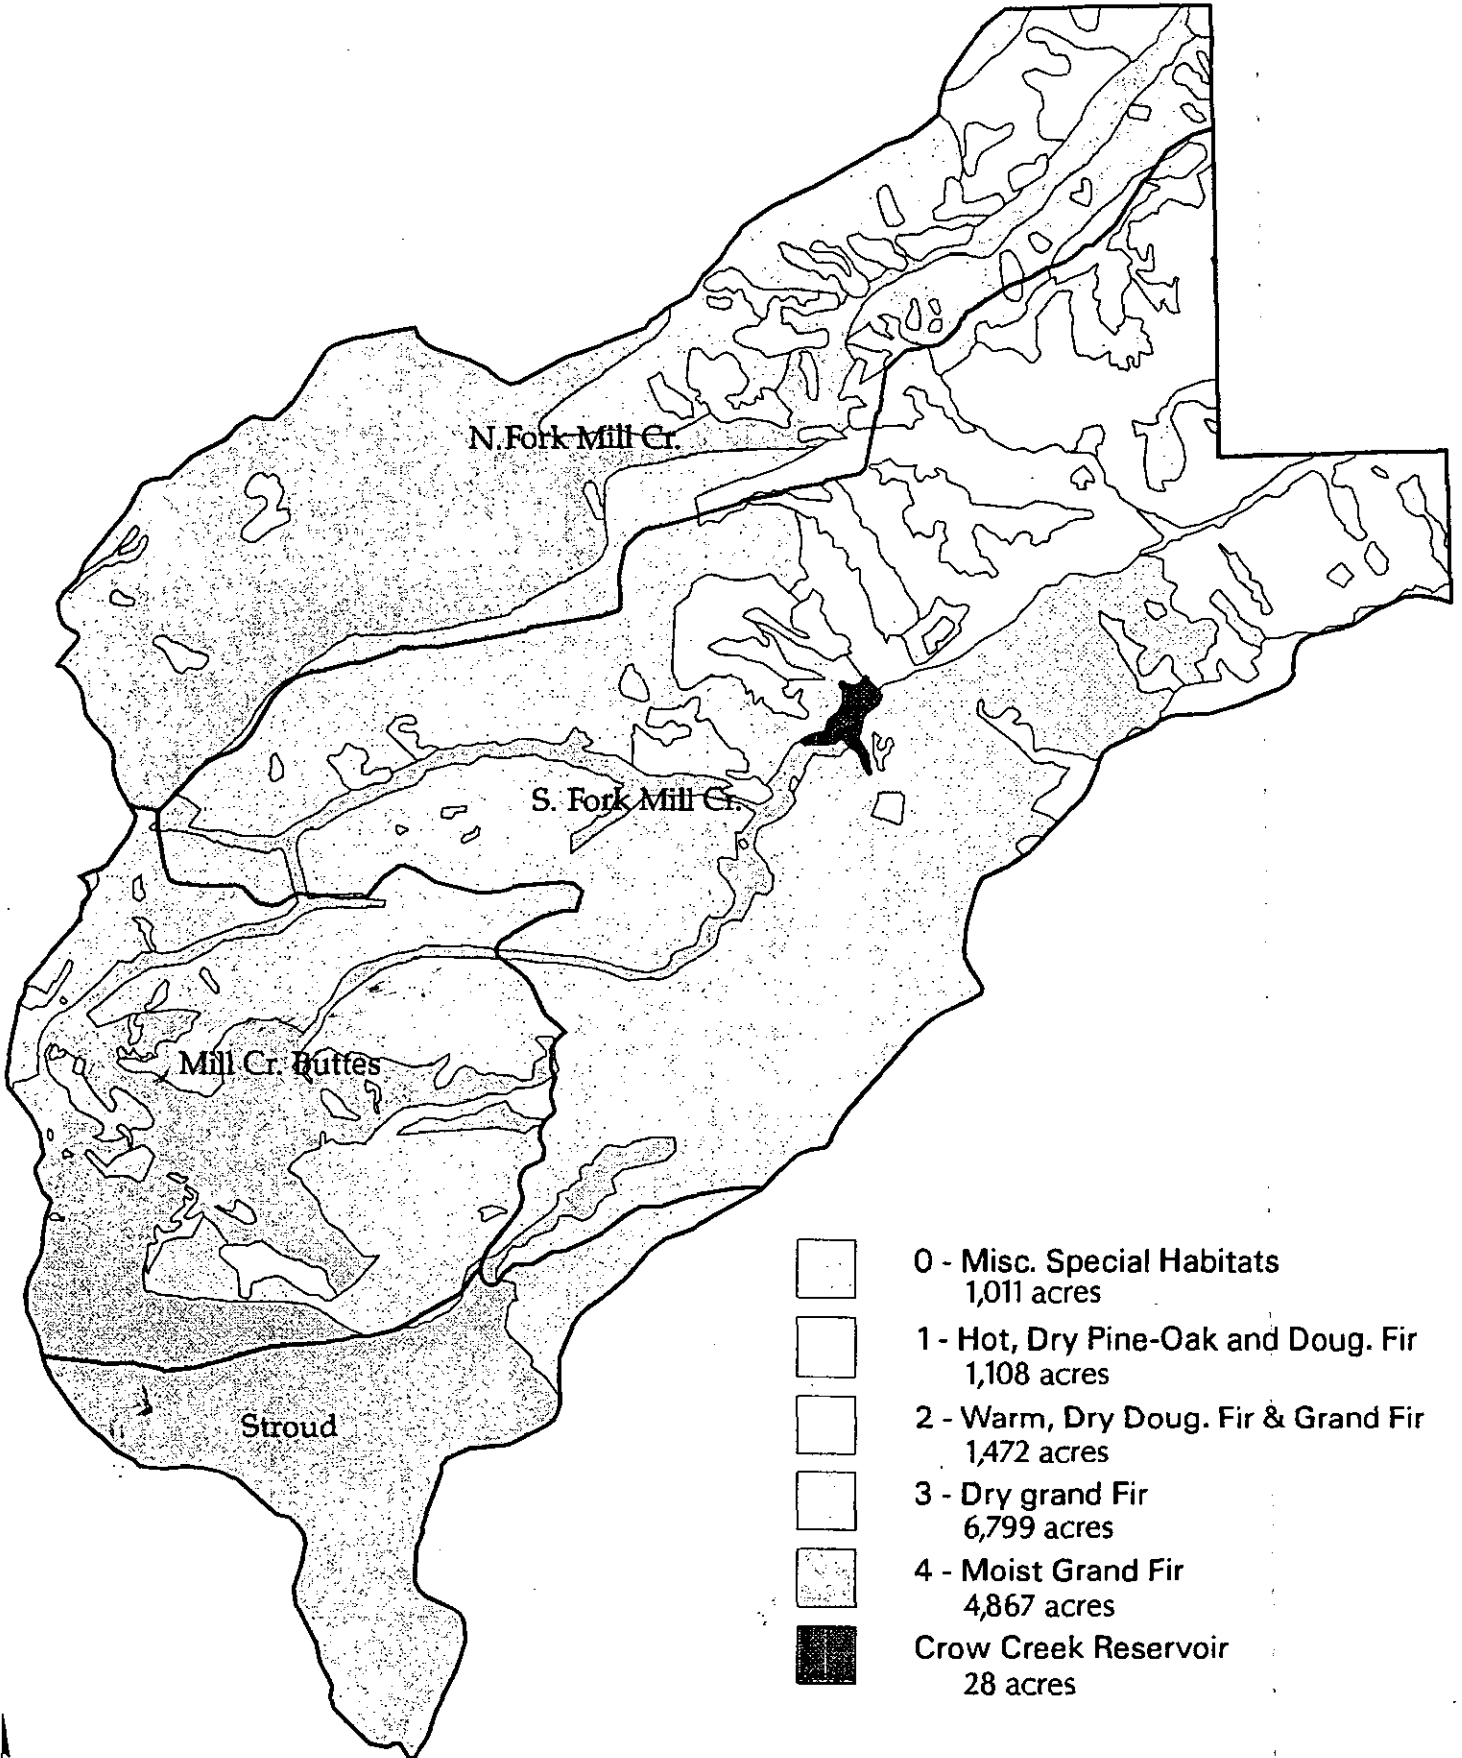 N.Fork Mill Cr.
S. Fork Mill Cr.
Mill Cr. Buttes
Stroud
0 - Misc. Special Habitats
1,011 acres
1 - Hot, Dry Pine-Oak and Doug. Fir
1,108 acres
2 - Warm, Dry Doug. Fir & Grand Fir
1,472 acres
3 - Dry grand Fir
6,799 acres
4 - Moist Grand Fir
4,867 acres
Crow Creek Reservoir
28 acres